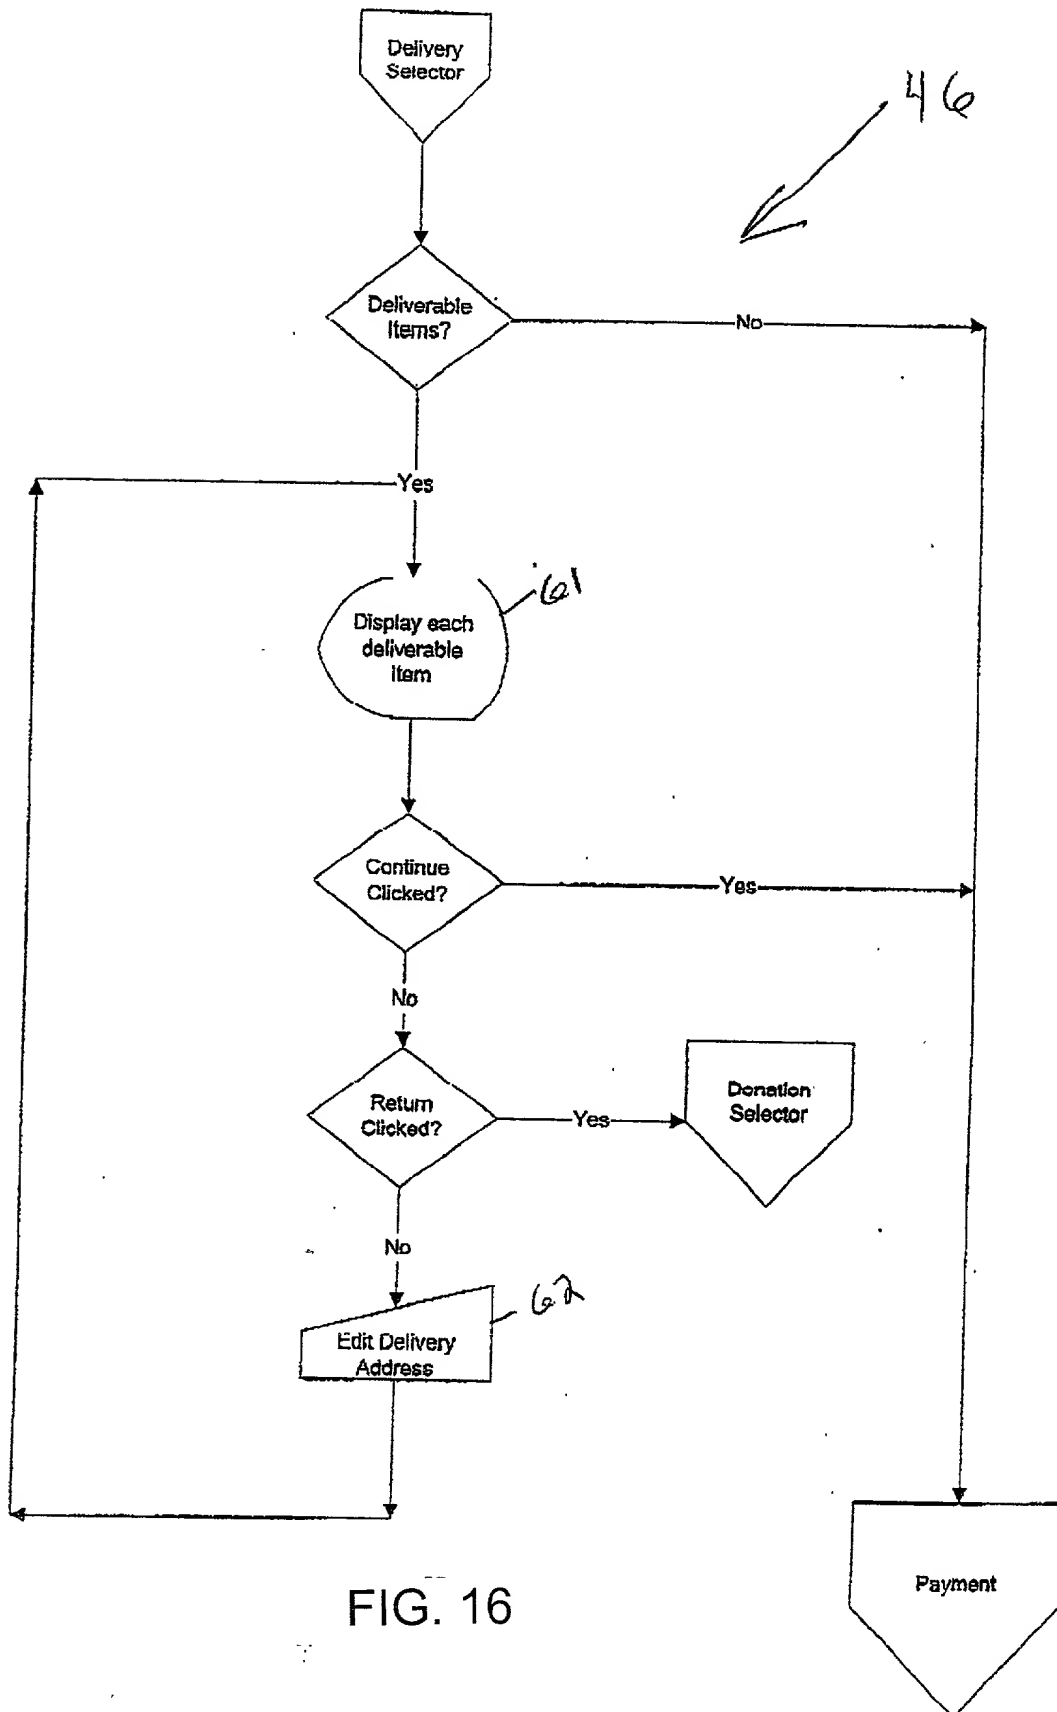 Delivery
Selector
46
Deliverable
Items?
No
Yes
61
Display each
deliverable
item
Continue
Clicked?
Yes
No
Return
Clicked?
Yes
Donation
Selector
No
62
Edit Delivery
Address
Payment
FIG. 16